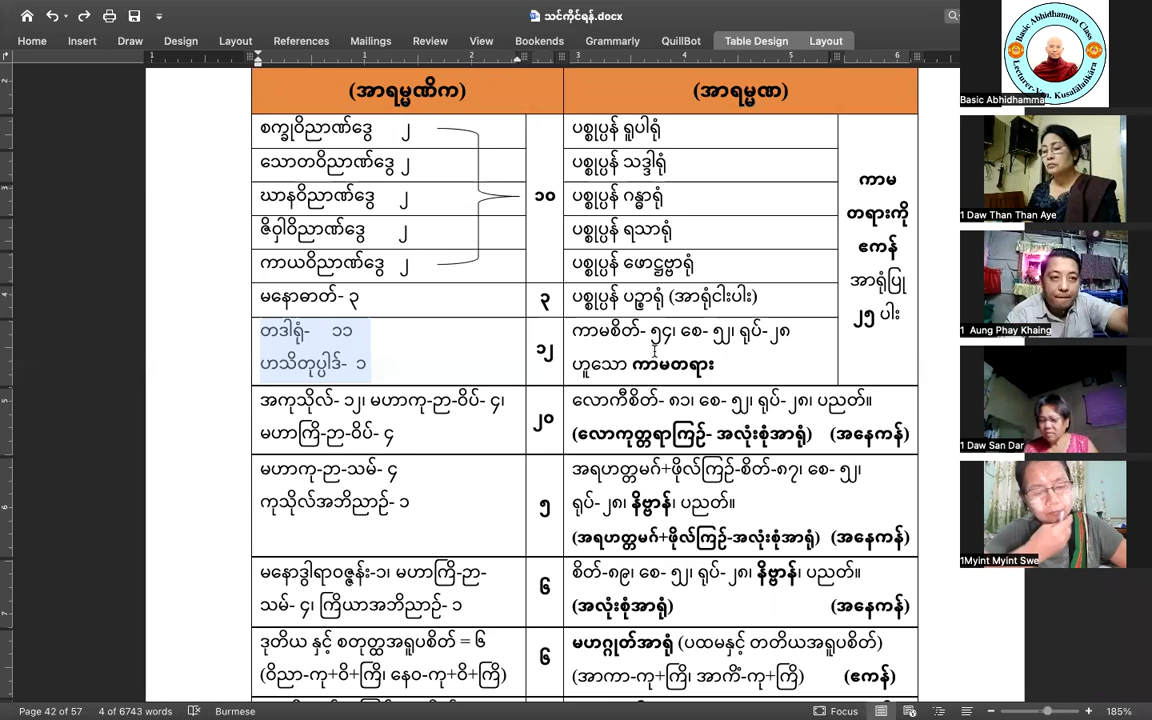 သင်ကိုင်ရန်.docx
Home Insert Draw Design Layout References Mailings Review View Bookends Grammarly QuillBot Table Design Layout
(အာရမ္မဏိက) (အာရမ္မဏ)
စက္ခုဝိညာဏ်ဒွေ ၂ ပစ္စုပ္ပန် ရူပါရုံ
သောတဝိညာဏ်ဒွေ ၂ ပစ္စုပ္ပန် သဒ္ဒါရုံ
ဃာနဝိညာဏ်ဒွေ ၂ ၁၀ ပစ္စုပ္ပန် ဂန္ဓာရုံ
ဇိဝှါဝိညာဏ်ဒွေ ၂ ပစ္စုပ္ပန် ရသာရုံ
ကာယဝိညာဏ်ဒွေ ၂ ပစ္စုပ္ပန် ဖောဋ္ဌဗ္ဗာရုံ
ကာမ
တရားကို
ဧကန်
အာရုံပြု
၂၅ ပါး
မနောဓာတ်- ၃ ၃ ပစ္စုပ္ပန် ပဉ္စာရုံ (အာရုံငါးပါး)
တဒါရုံ- ၁၁ ၁၂ ကာမစိတ်- ၅၄၊ စေ- ၅၂၊ ရုပ်-၂၈
ဟသိတုပ္ပါဒ်- ၁ ဟူသော ကာမတရား
အကုသိုလ်- ၁၂၊ မဟာကု-ဉာ-ဝိပ်- ၄၊ ၂၀ လောကီစိတ်- ၈၁၊ စေ- ၅၂၊ ရုပ်-၂၈၊ ပညတ်။
မဟာကြိ-ဉာ-ဝိပ်- ၄ (လောကုတ္တရာကြဉ်- အလုံးစုံအာရုံ) (အနေကန်)
မဟာကု-ဉာ-သမ်- ၄ ၅ အရဟတ္တမဂ်+ဖိုလ်ကြဉ်-စိတ်-၈၇၊ စေ- ၅၂၊
ကုသိုလ်အဘိညာဉ်- ၁ ရုပ်-၂၈၊ နိဗ္ဗာန်၊ ပညတ်။
(အရဟတ္တမဂ်+ဖိုလ်ကြဉ်-အလုံးစုံအာရုံ) (အနေကန်)
မနောဒွါရာဝဇ္ဇန်း-၁၊ မဟာကြိ-ဉာ- ၆ စိတ်-၈၉၊ စေ- ၅၂၊ ရုပ်-၂၈၊ နိဗ္ဗာန်၊ ပညတ်။
သမ်- ၄၊ ကြိယာအဘိညာဉ်- ၁ (အလုံးစုံအာရုံ) (အနေကန်)
ဒုတိယ နှင့် စတုတ္ထအရူပစိတ် = ၆ ၆ မဟဂ္ဂုတ်အာရုံ (ပထမနှင့် တတိယအရူပစိတ်)
(ဝိညာ-ကု+ဝိ+ကြိ၊ နေဝ-ကု+ဝိ+ကြိ) (အာကာ-ကု+ကြိ၊ အာကိံ-ကု+ကြိ) (ဧကန်)
Page 42 of 57 4 of 6743 words Burmese Focus 185%
Basic Abhidhamma Class
Lecturer-Ven. Kusalālaṅkāra
Basic Abhidhamma
1 Daw Than Than Aye
1 Aung Phay Khaing
1 Daw San Dar
1Myint Myint Swe